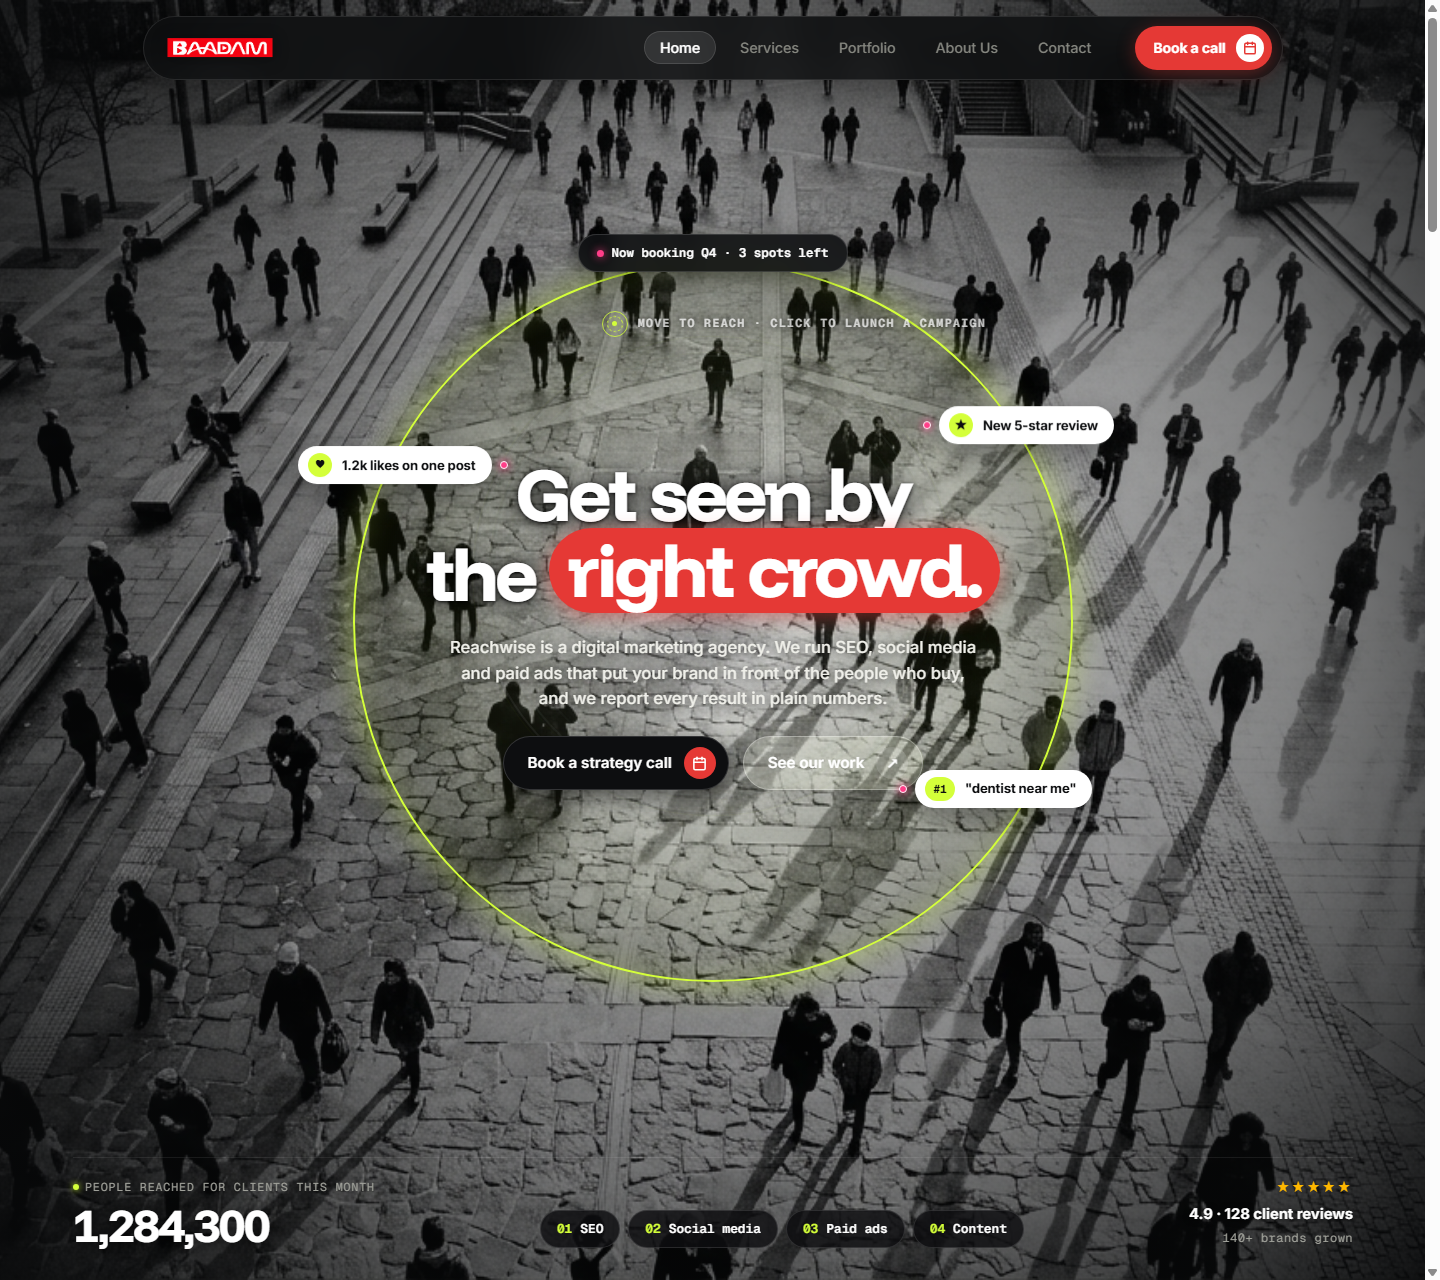 BAADAM
Home
Services
Portfolio
About Us
Contact
Book a call
Now booking Q4 · 3 spots left
MOVE TO REACH · CLICK TO LAUNCH A CAMPAIGN
★ New 5-star review
♥ 1.2k likes on one post
Get seen by
the right crowd.
Reachwise is a digital marketing agency. We run SEO, social media
and paid ads that put your brand in front of the people who buy,
and we report every result in plain numbers.
Book a strategy call
See our work ↗
#1 "dentist near me"
PEOPLE REACHED FOR CLIENTS THIS MONTH
1,284,300
01 SEO
02 Social media
03 Paid ads
04 Content
★★★★★
4.9 · 128 client reviews
140+ brands grown